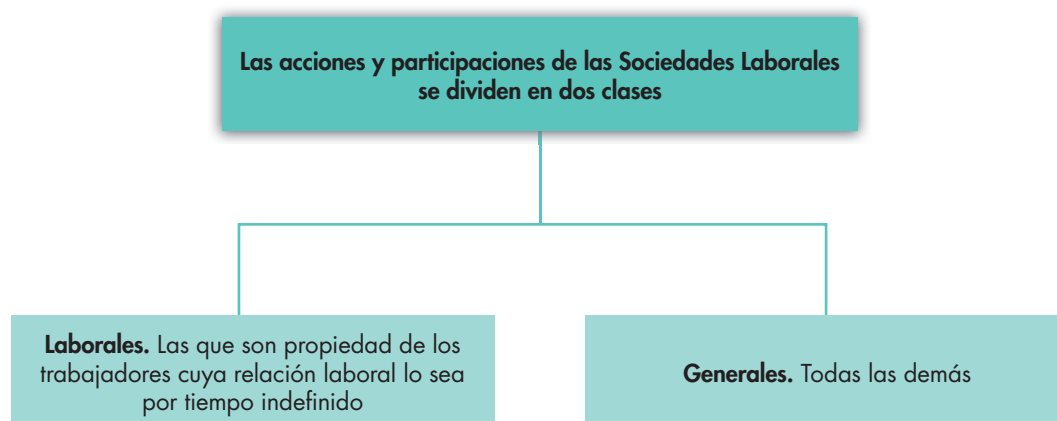 Las acciones y participaciones de las Sociedades Laborales
se dividen en dos clases
Laborales. Las que son propiedad de los
trabajadores cuya relación laboral lo sea
por tiempo indefinido
Generales. Todas las demás